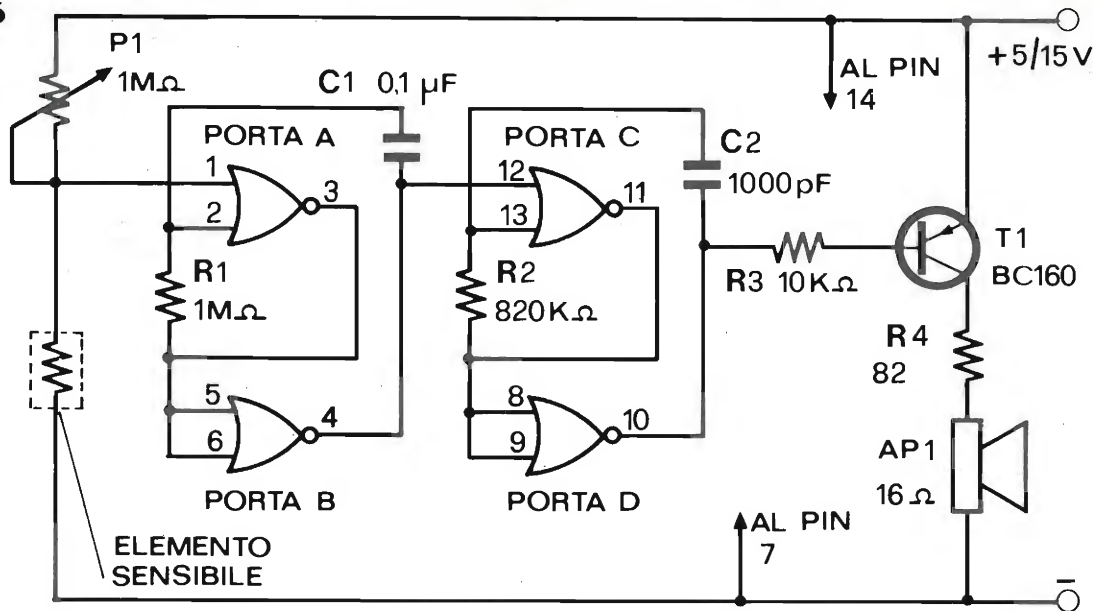 P1
1MΩ
C1 0,1 µF
AL PIN
14
+5/15V
PORTA A
PORTA C
C2
1000pF
1
2
3
12
13
11
R1
1MΩ
R2
820KΩ
R3 10KΩ
T1
BC160
R4
82
5
6
4
8
9
10
AP1
16Ω
PORTA B
PORTA D
AL PIN
7
ELEMENTO
SENSIBILE
–